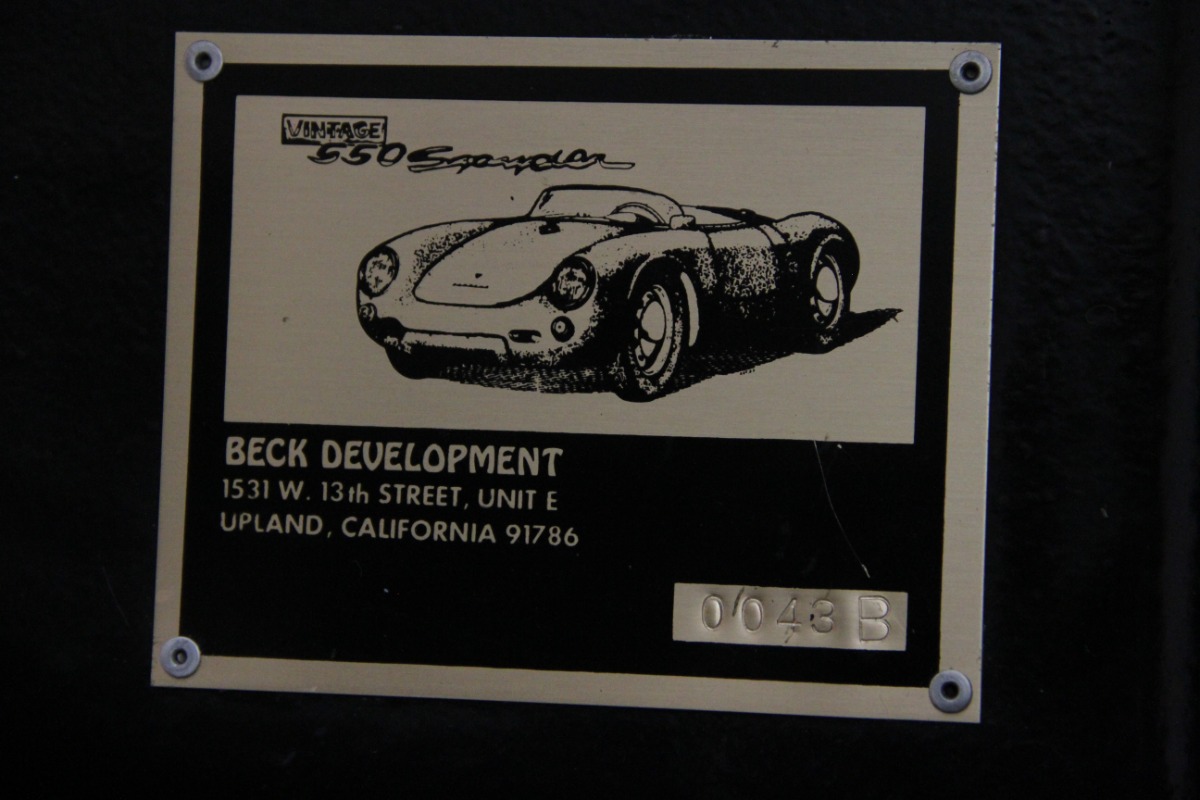 VINTAGE
550 Spyder
BECK DEVELOPMENT
1531 W. 13th STREET, UNIT E
UPLAND, CALIFORNIA 91786
0043 B